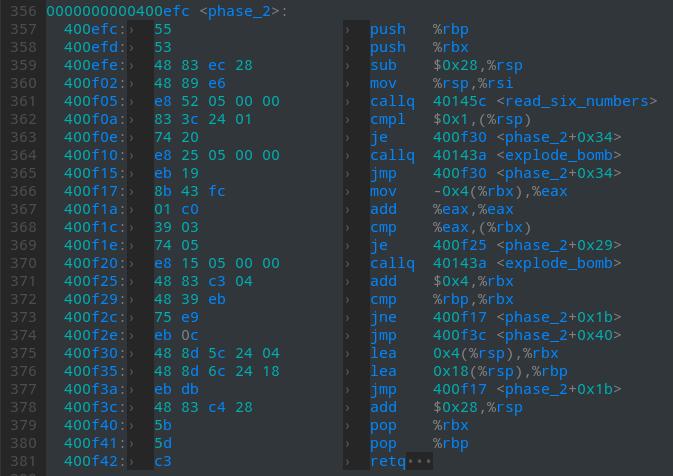 356 0000000000400efc <phase_2>:
357 400efc:› 55 › push %rbp
358 400efd:› 53 › push %rbx
359 400efe:› 48 83 ec 28 › sub $0x28,%rsp
360 400f02:› 48 89 e6 › mov %rsp,%rsi
361 400f05:› e8 52 05 00 00 › callq 40145c <read_six_numbers>
362 400f0a:› 83 3c 24 01 › cmpl $0x1,(%rsp)
363 400f0e:› 74 20 › je 400f30 <phase_2+0x34>
364 400f10:› e8 25 05 00 00 › callq 40143a <explode_bomb>
365 400f15:› eb 19 › jmp 400f30 <phase_2+0x34>
366 400f17:› 8b 43 fc › mov -0x4(%rbx),%eax
367 400f1a:› 01 c0 › add %eax,%eax
368 400f1c:› 39 03 › cmp %eax,(%rbx)
369 400f1e:› 74 05 › je 400f25 <phase_2+0x29>
370 400f20:› e8 15 05 00 00 › callq 40143a <explode_bomb>
371 400f25:› 48 83 c3 04 › add $0x4,%rbx
372 400f29:› 48 39 eb › cmp %rbp,%rbx
373 400f2c:› 75 e9 › jne 400f17 <phase_2+0x1b>
374 400f2e:› eb 0c › jmp 400f3c <phase_2+0x40>
375 400f30:› 48 8d 5c 24 04 › lea 0x4(%rsp),%rbx
376 400f35:› 48 8d 6c 24 18 › lea 0x18(%rsp),%rbp
377 400f3a:› eb db › jmp 400f17 <phase_2+0x1b>
378 400f3c:› 48 83 c4 28 › add $0x28,%rsp
379 400f40:› 5b › pop %rbx
380 400f41:› 5d › pop %rbp
381 400f42:› c3 › retq···